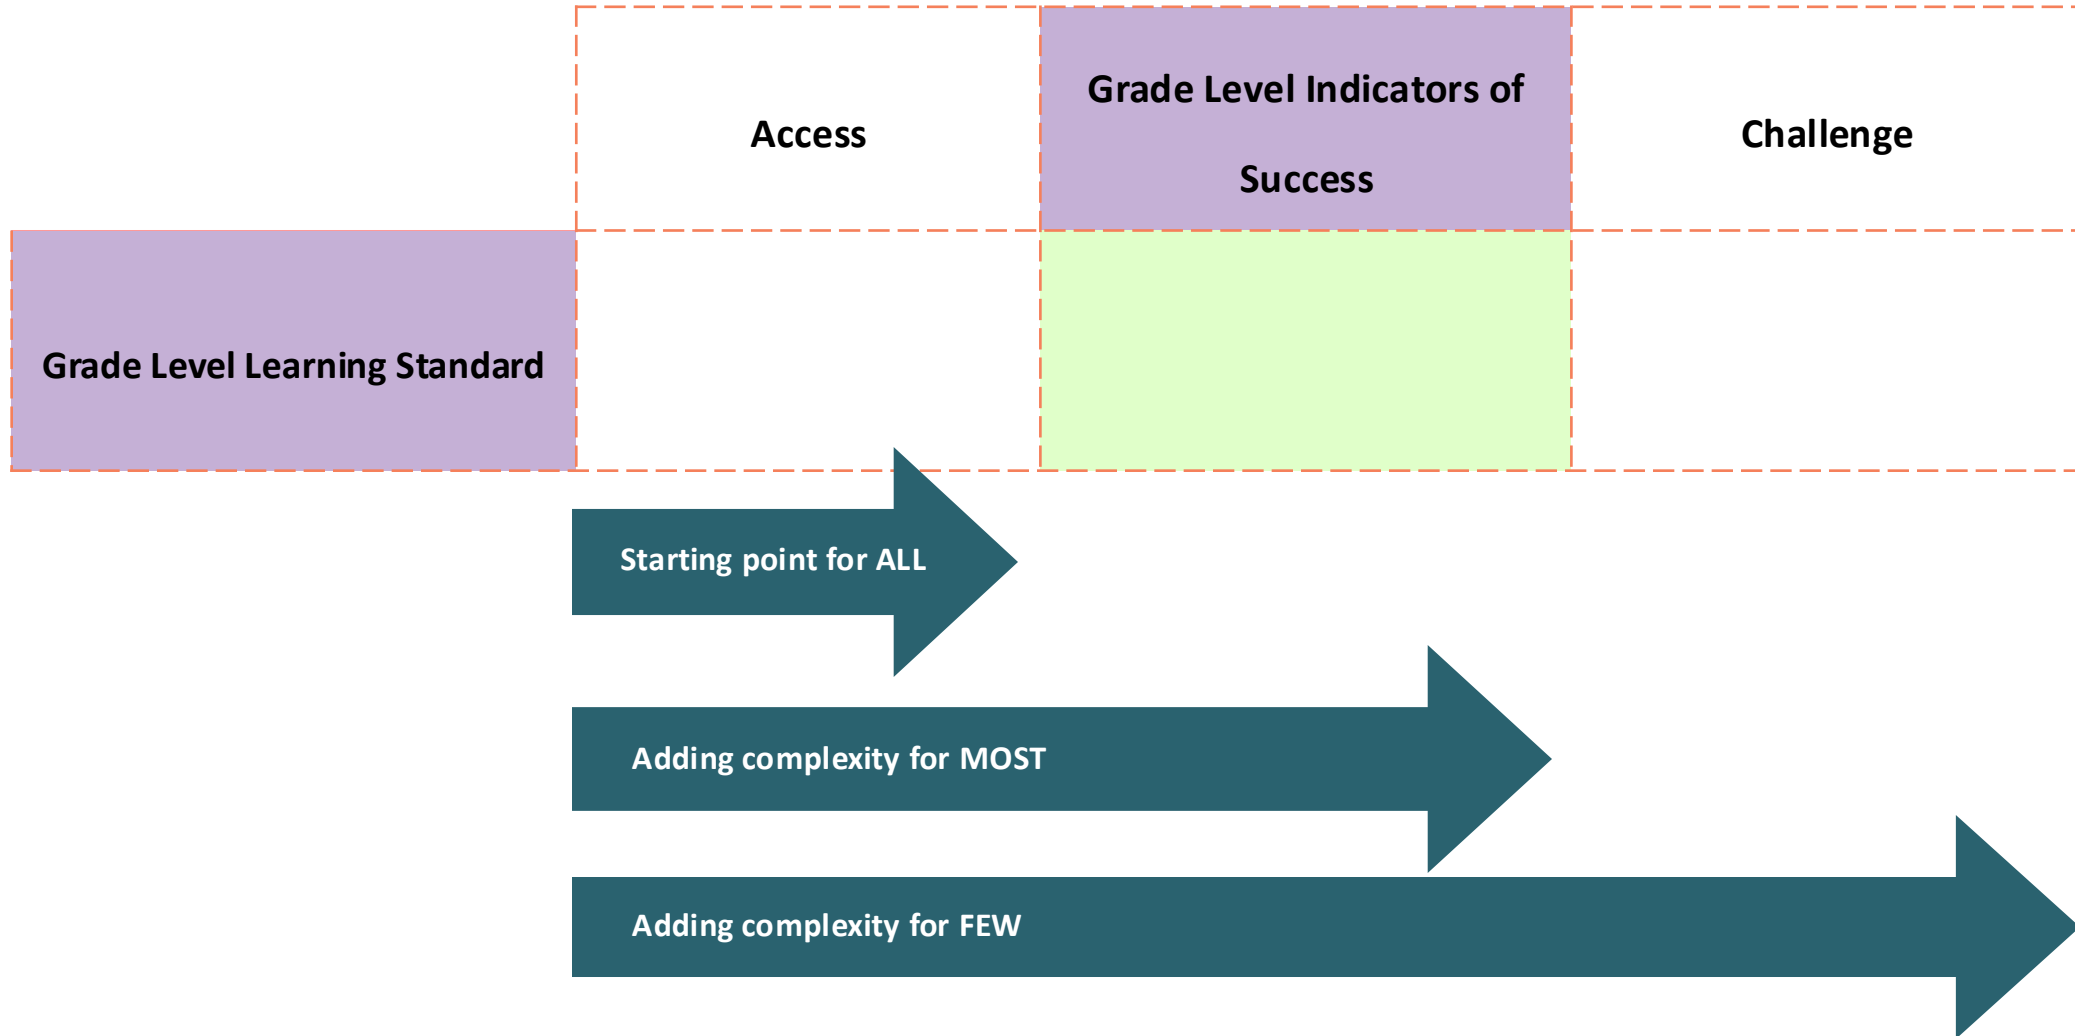 Access
Grade Level Indicators of
Success
Challenge
Grade Level Learning Standard
Starting point for ALL
Adding complexity for MOST
Adding complexity for FEW